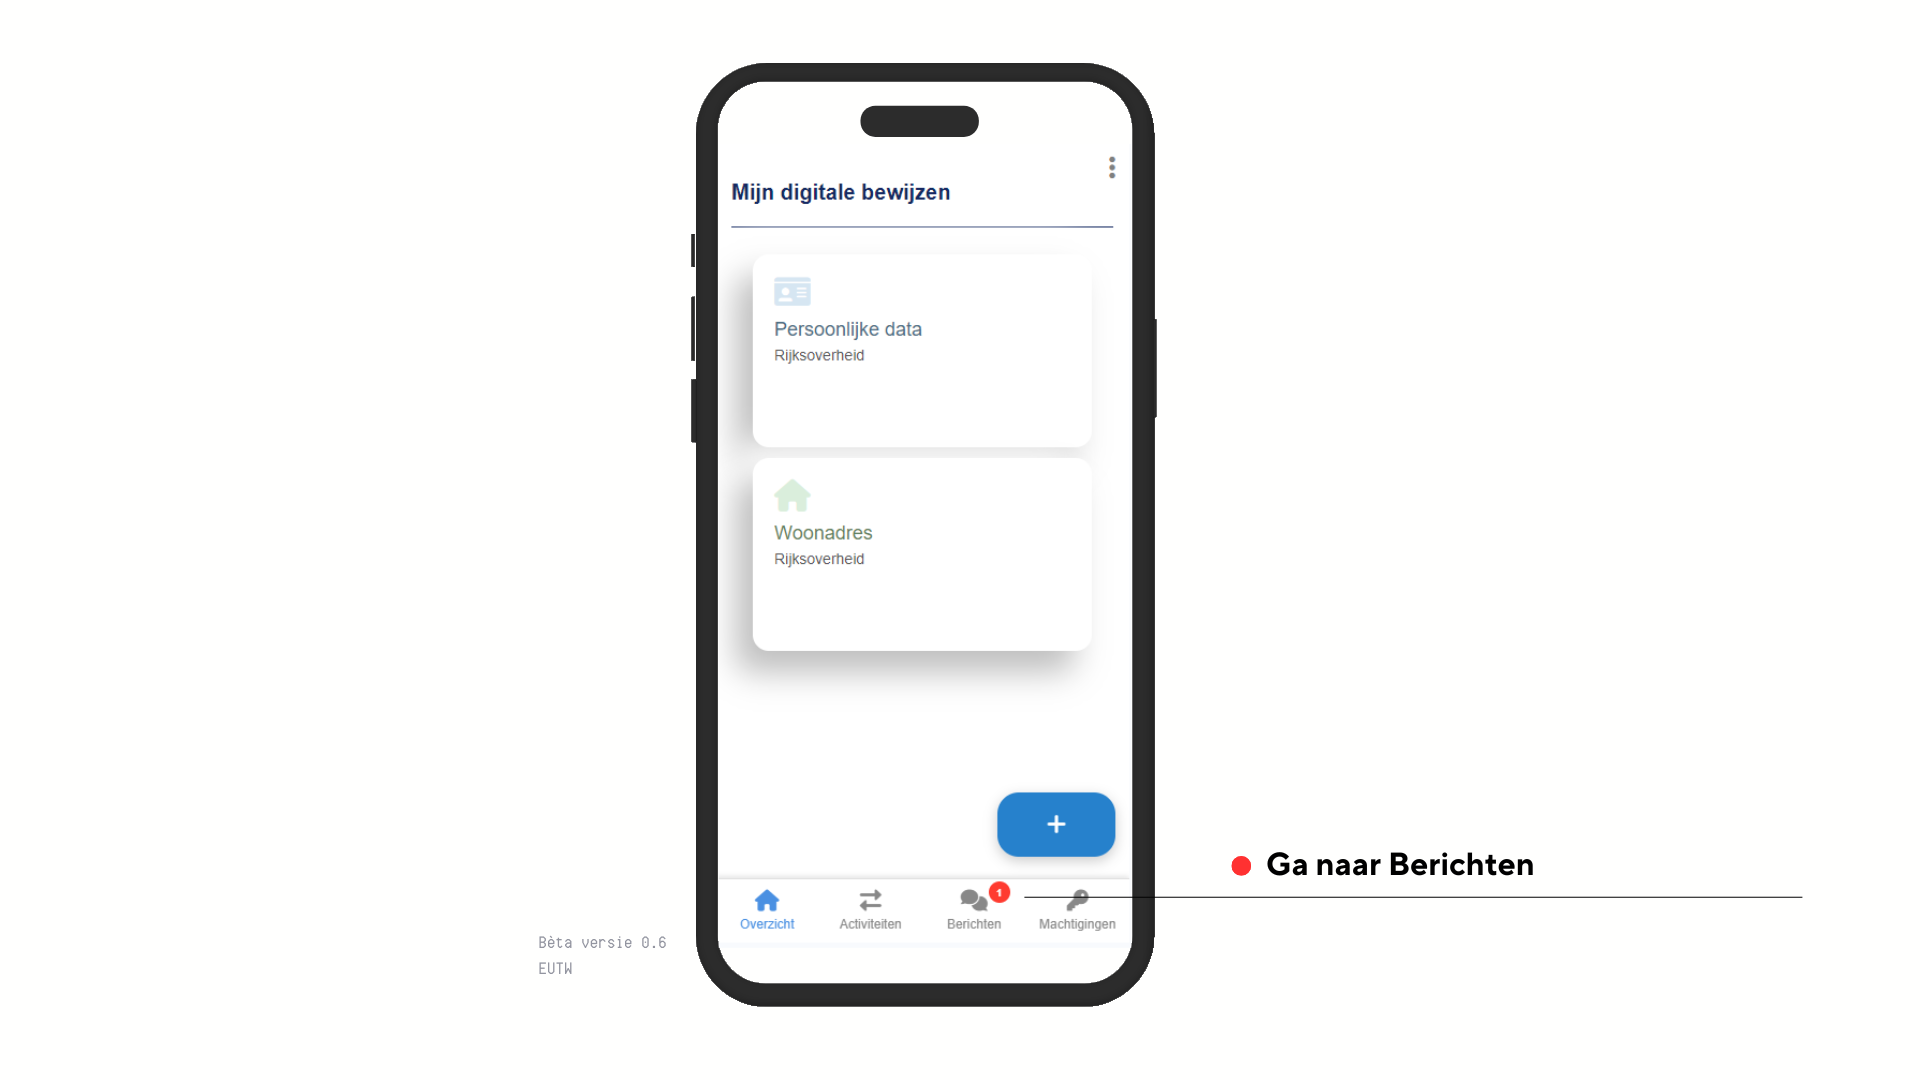 Mijn digitale bewijzen
Persoonlijke data
Rijksoverheid
Woonadres
Rijksoverheid
+
Ga naar Berichten
1
Overzicht
Activiteiten
Berichten
Machtigingen
Bèta versie 0.6
EUTW